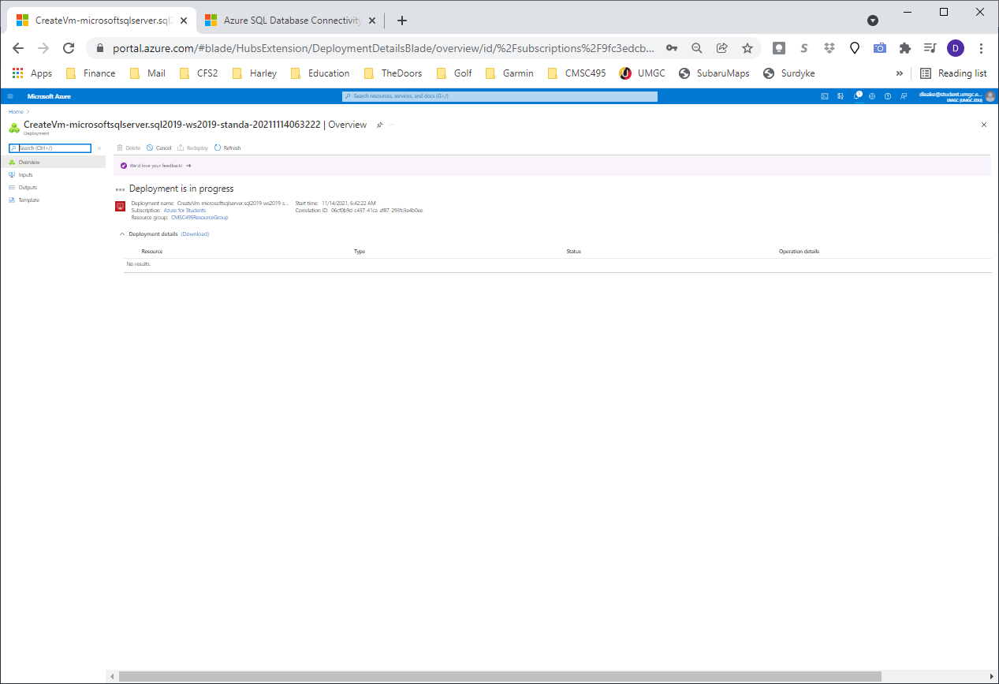 CreateVm-microsoftsqlserver.sql2
Azure SQL Database Connectivity
portal.azure.com/#blade/HubsExtension/DeploymentDetailsBlade/overview/id/%2Fsubscriptions%2F9fc3edcb...
D
Apps Finance Mail CFS2 Harley Education TheDoors Golf Garmin CMSC495 UMGC SubaruMaps Surdyke » Reading list
Microsoft Azure
Search resources, services, and docs (G+/)
1
dleake@student.umgc.e...
UMGC (UMGC.EDU)
Home >
CreateVm-microsoftsqlserver.sql2019-ws2019-standa-20211114063222 | Overview
Deployment
Search (Ctrl+/) «
Overview
Inputs
Outputs
Template
Delete Cancel Redeploy Refresh
We'd love your feedback! →
Deployment is in progress
Deployment name: CreateVm-microsoftsqlserver.sql2019-ws2019-s...
Subscription: Azure for Students
Resource group: CMSC495ResourceGroup
Start time: 11/14/2021, 6:42:22 AM
Correlation ID: 06cf0b9d-c437-41ca-af87-293fc3e4b0ee
Deployment details (Download)
Resource Type Status Operation details
No results.